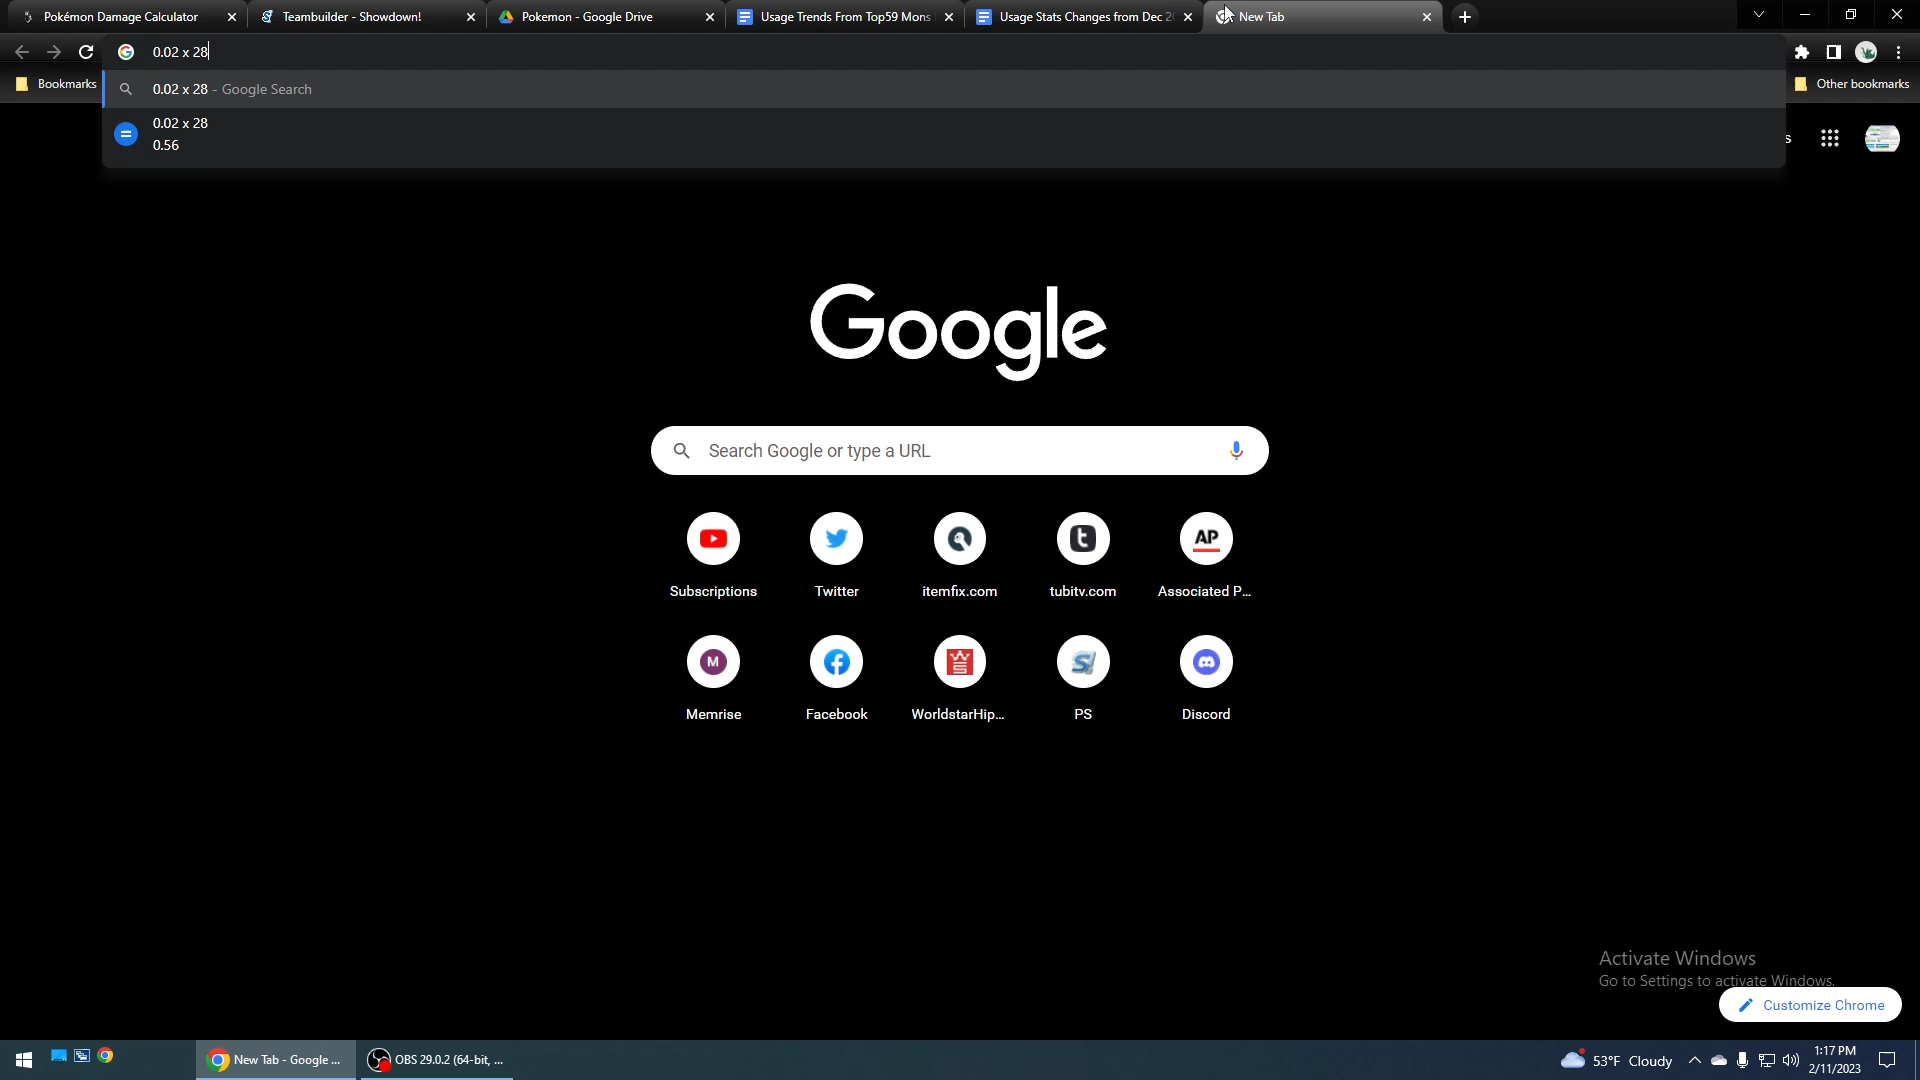 Pokémon Damage Calculator
Teambuilder - Showdown!
Pokemon - Google Drive
Usage Trends From Top59 Mons
Usage Stats Changes from Dec 2
New Tab
0.02 x 28
Bookmarks
0.02 x 28 - Google Search
Other bookmarks
0.02 x 28
0.56
s
Google
Search Google or type a URL
AP
Subscriptions
Twitter
itemfix.com
tubitv.com
Associated P...
M
Memrise
Facebook
WorldstarHip...
PS
Discord
Activate Windows
Go to Settings to activate Windows.
Customize Chrome
New Tab - Google ...
OBS 29.0.2 (64-bit, ...
53°F Cloudy
1:17 PM
2/11/2023